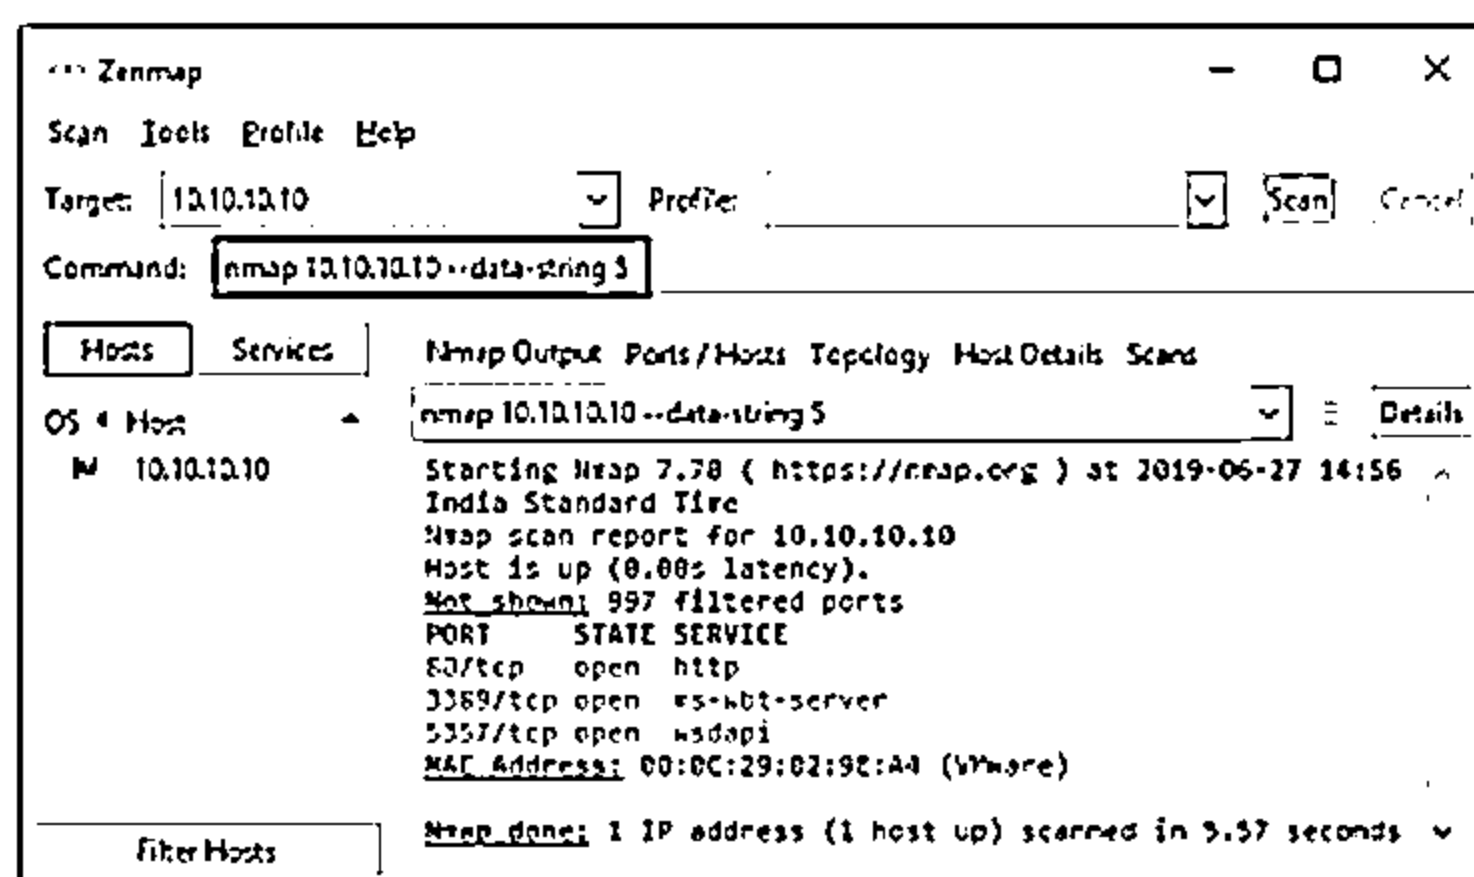 Zenmap
Scan Tools Profile Help
Target: 10.10.10.10 Profile: Scan Cancel
Command: nmap 10.10.10.10 --data-string 5
Hosts Services
Nmap Output Ports / Hosts Topology Host Details Scans
OS Host
nmap 10.10.10.10 --data-string 5 Details
10.10.10.10
Starting Nmap 7.70 ( https://nmap.org ) at 2019-06-27 14:56
India Standard Time
Nmap scan report for 10.10.10.10
Host is up (0.00s latency).
Not shown: 997 filtered ports
PORT STATE SERVICE
80/tcp open http
3389/tcp open ms-wbt-server
5357/tcp open wsdapi
MAC Address: (VMware)
Nmap done: 1 IP address (1 host up) scanned in 5.57 seconds
Filter Hosts